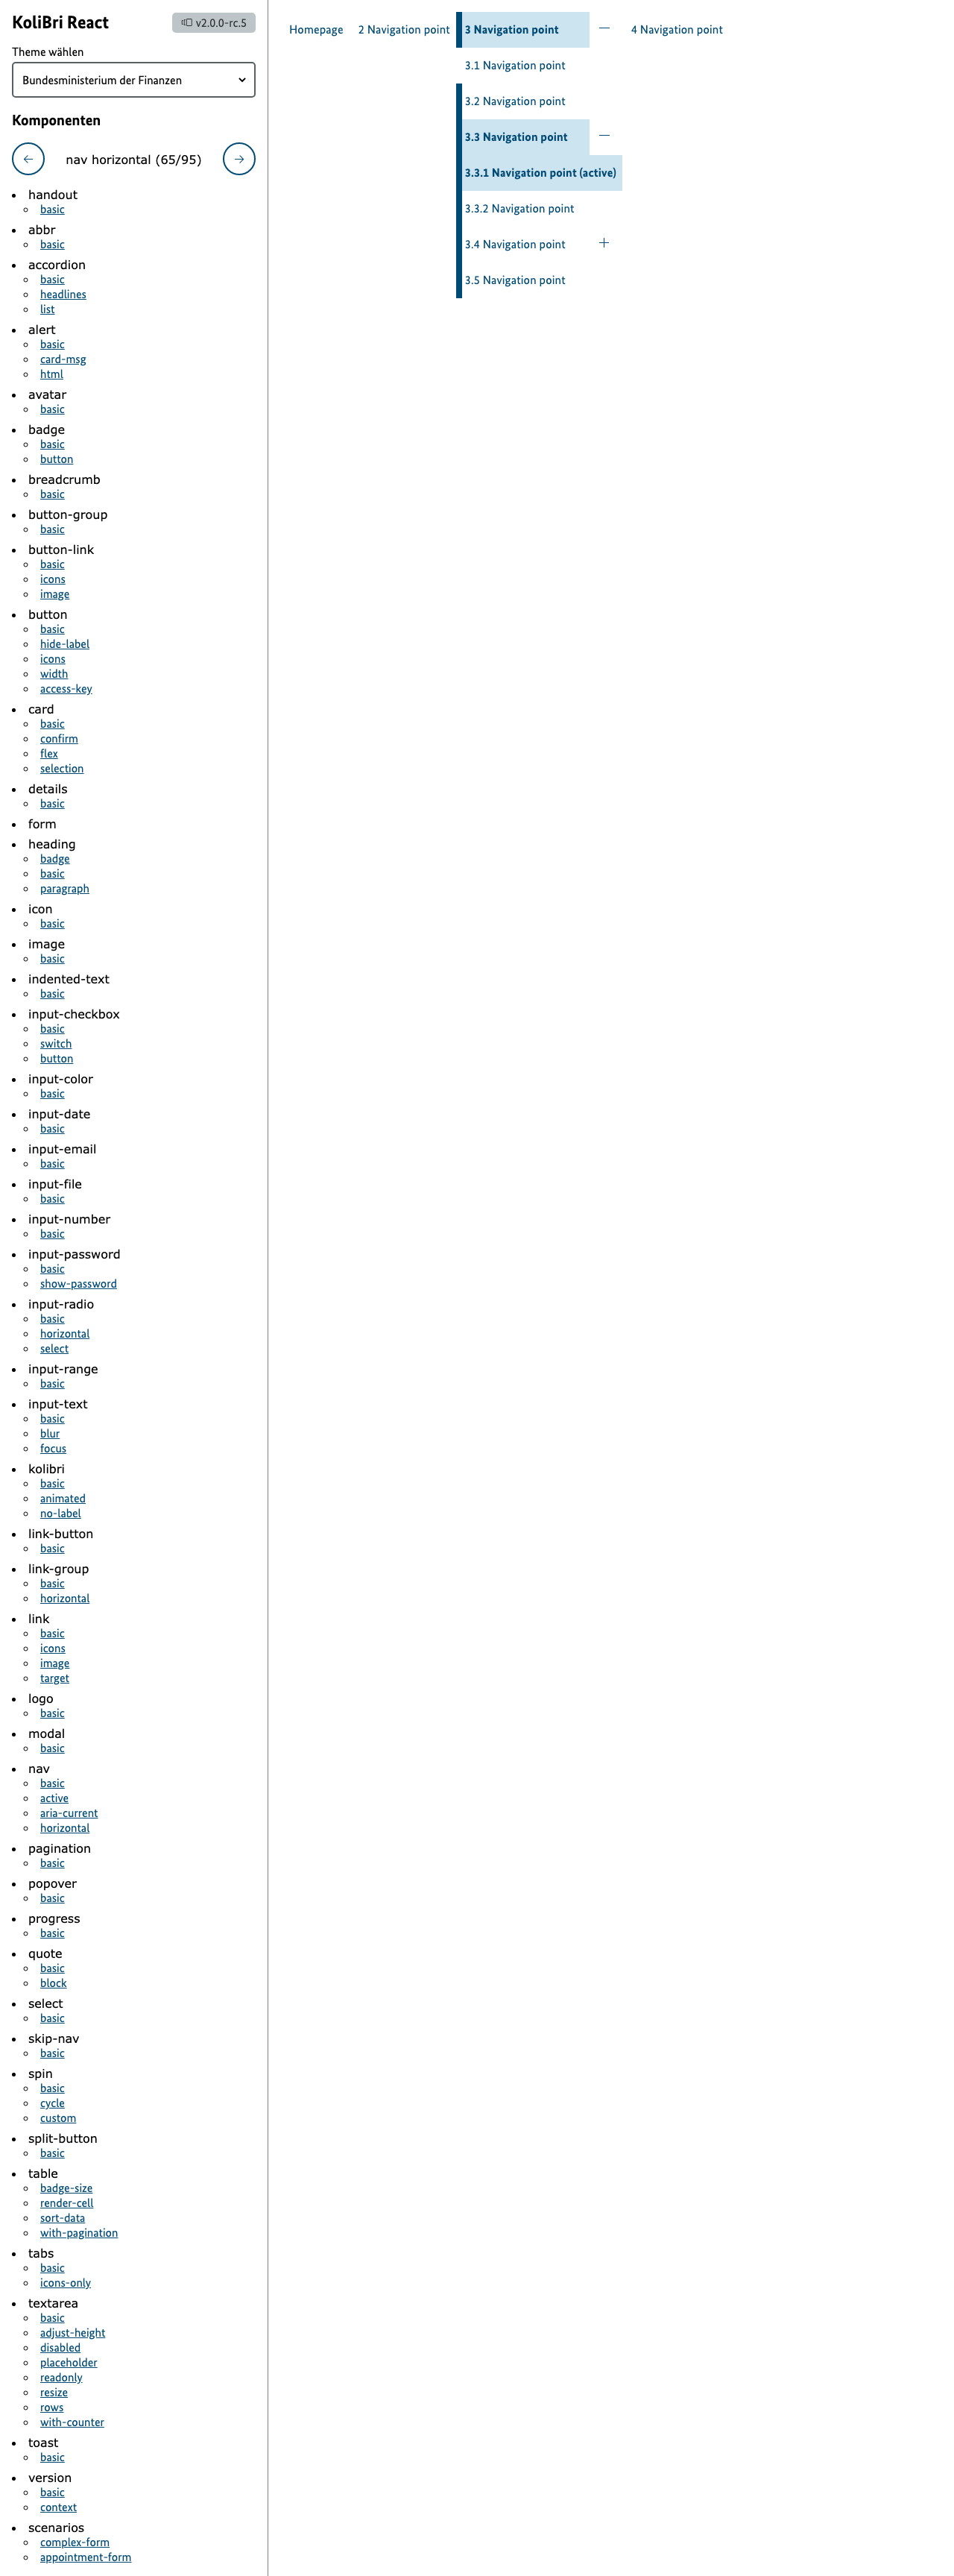 KoliBri React
v2.0.0-rc.5
Theme wählen
Bundesministerium der Finanzen
Komponenten
nav horizontal (65/95)
handout
basic
abbr
basic
accordion
basic
headlines
list
alert
basic
card-msg
html
avatar
basic
badge
basic
button
breadcrumb
basic
button-group
basic
button-link
basic
icons
image
button
basic
hide-label
icons
width
access-key
card
basic
confirm
flex
selection
details
basic
form
heading
badge
basic
paragraph
icon
basic
image
basic
indented-text
basic
input-checkbox
basic
switch
button
input-color
basic
input-date
basic
input-email
basic
input-file
basic
input-number
basic
input-password
basic
show-password
input-radio
basic
horizontal
select
input-range
basic
input-text
basic
blur
focus
kolibri
basic
animated
no-label
link-button
basic
link-group
basic
horizontal
link
basic
icons
image
target
logo
basic
modal
basic
nav
basic
active
aria-current
horizontal
pagination
basic
popover
basic
progress
basic
quote
basic
block
select
basic
skip-nav
basic
spin
basic
cycle
custom
split-button
basic
table
badge-size
render-cell
sort-data
with-pagination
tabs
basic
icons-only
textarea
basic
adjust-height
disabled
placeholder
readonly
resize
rows
with-counter
toast
basic
version
basic
context
scenarios
complex-form
appointment-form
Homepage 2 Navigation point 3 Navigation point 4 Navigation point
3.1 Navigation point
3.2 Navigation point
3.3 Navigation point
3.3.1 Navigation point (active)
3.3.2 Navigation point
3.4 Navigation point
3.5 Navigation point